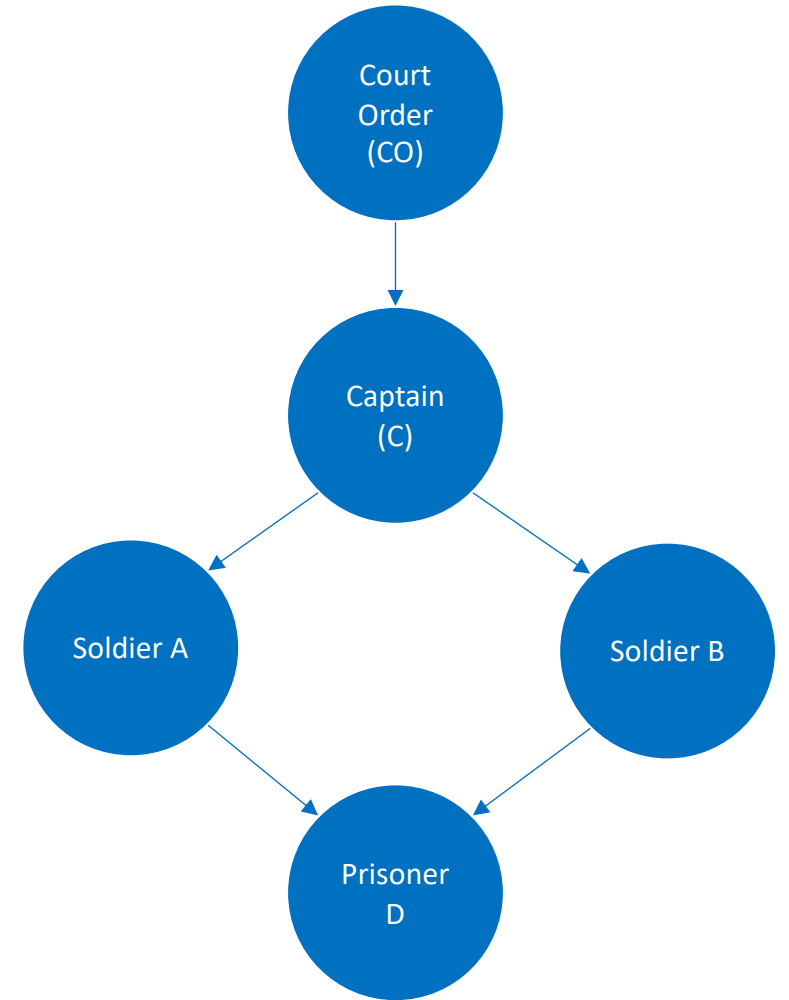 Court
Order
(CO)
Captain
(C)
Soldier A
Soldier B
Prisoner
D